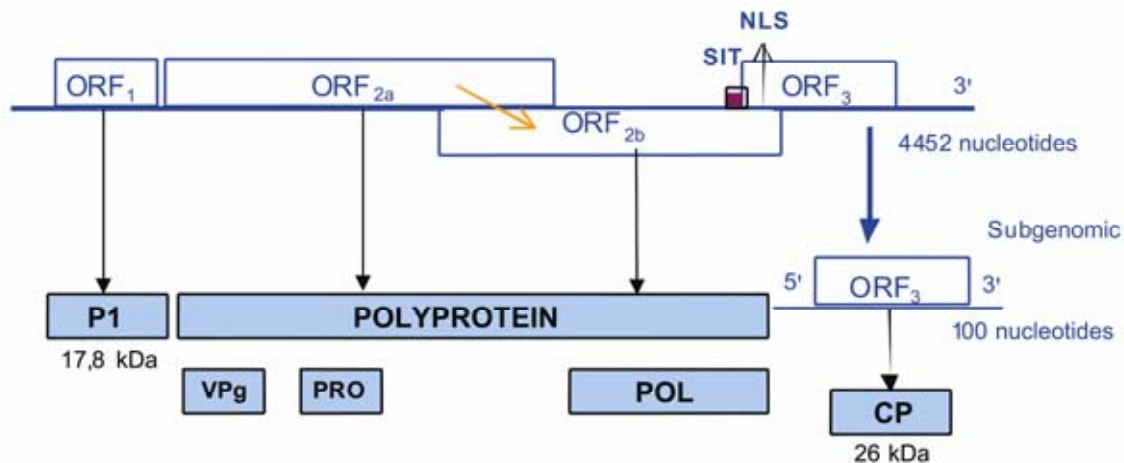 NLS
SIT
ORF1 ORF2a ORF3 3'
ORF2b
4452 nucleotides
Subgenomic
5' ORF3 3'
P1 POLYPROTEIN
100 nucleotides
17,8 kDa
VPg PRO POL
CP
26 kDa